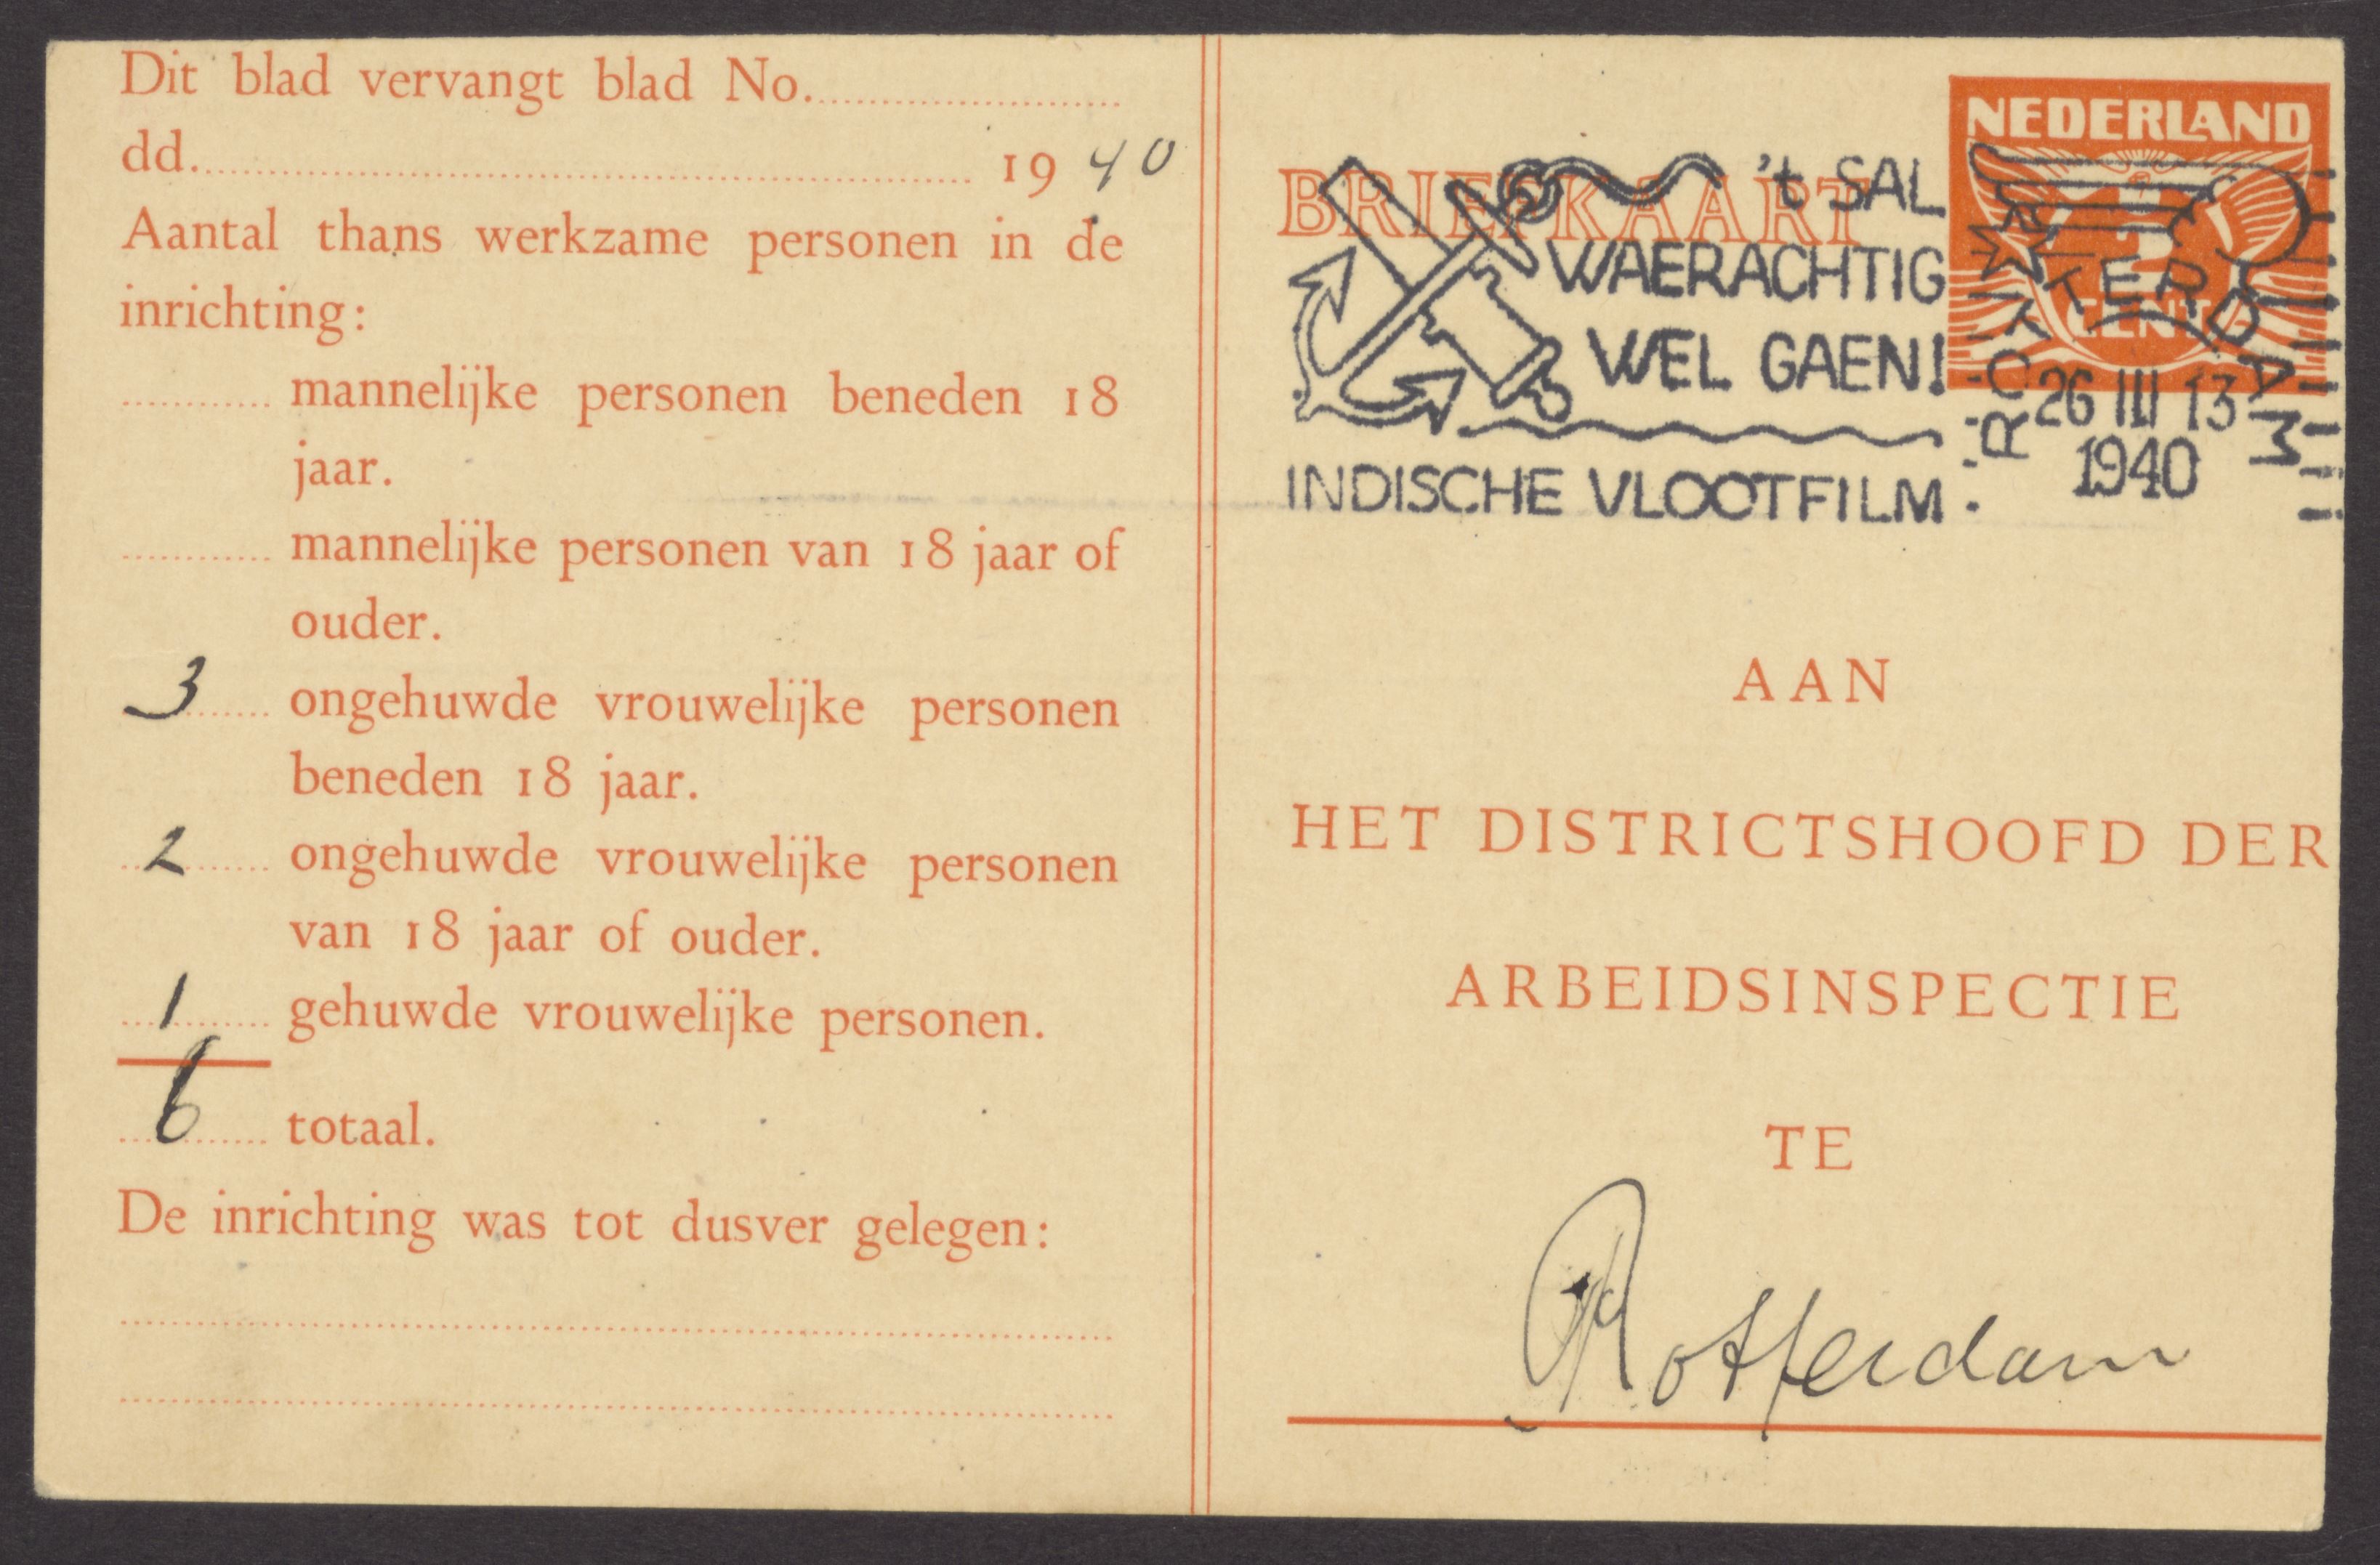 Dit blad vervangt blad No.
dd. 1940
Aantal thans werkzame personen in de
inrichting:
mannelijke personen beneden 18
jaar.
mannelijke personen van 18 jaar of
ouder.
3 ongehuwde vrouwelijke personen
beneden 18 jaar.
2 ongehuwde vrouwelijke personen
van 18 jaar of ouder.
1 gehuwde vrouwelijke personen.
6 totaal.
De inrichting was tot dusver gelegen:
BRIEFKAART
't SAL
WAERACHTIG
WEL GAEN!
INDISCHE VLOOTFILM.
NEDERLAND
CENT
ROTTERDAM
26 III 13
1940
AAN
HET DISTRICTSHOOFD DER
ARBEIDSINSPECTIE
TE
Rotterdam